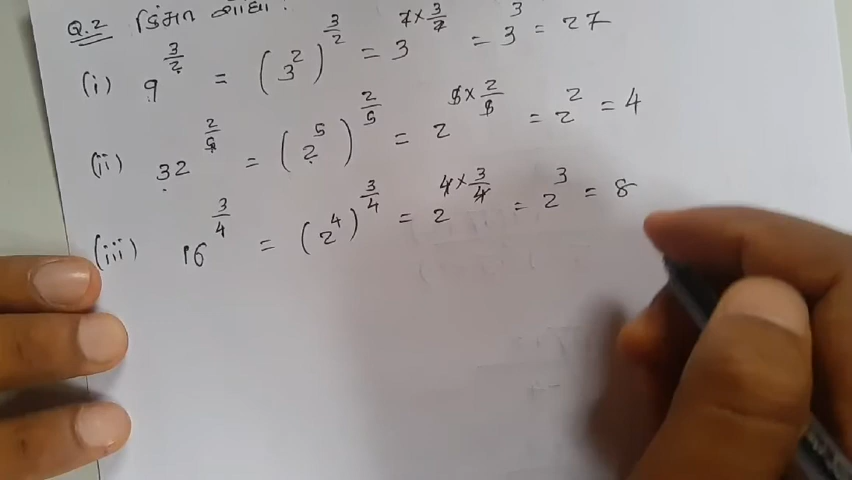 Q.2 કિંમત શોધો.
(i) 9^{3/2} = (3^2)^{3/2} = 3^{2×3/2} = 3^3 = 27
(ii) 32^{2/5} = (2^5)^{2/5} = 2^{5×2/5} = 2^2 = 4
(iii) 16^{3/4} = (2^4)^{3/4} = 2^{4×3/4} = 2^3 = 8